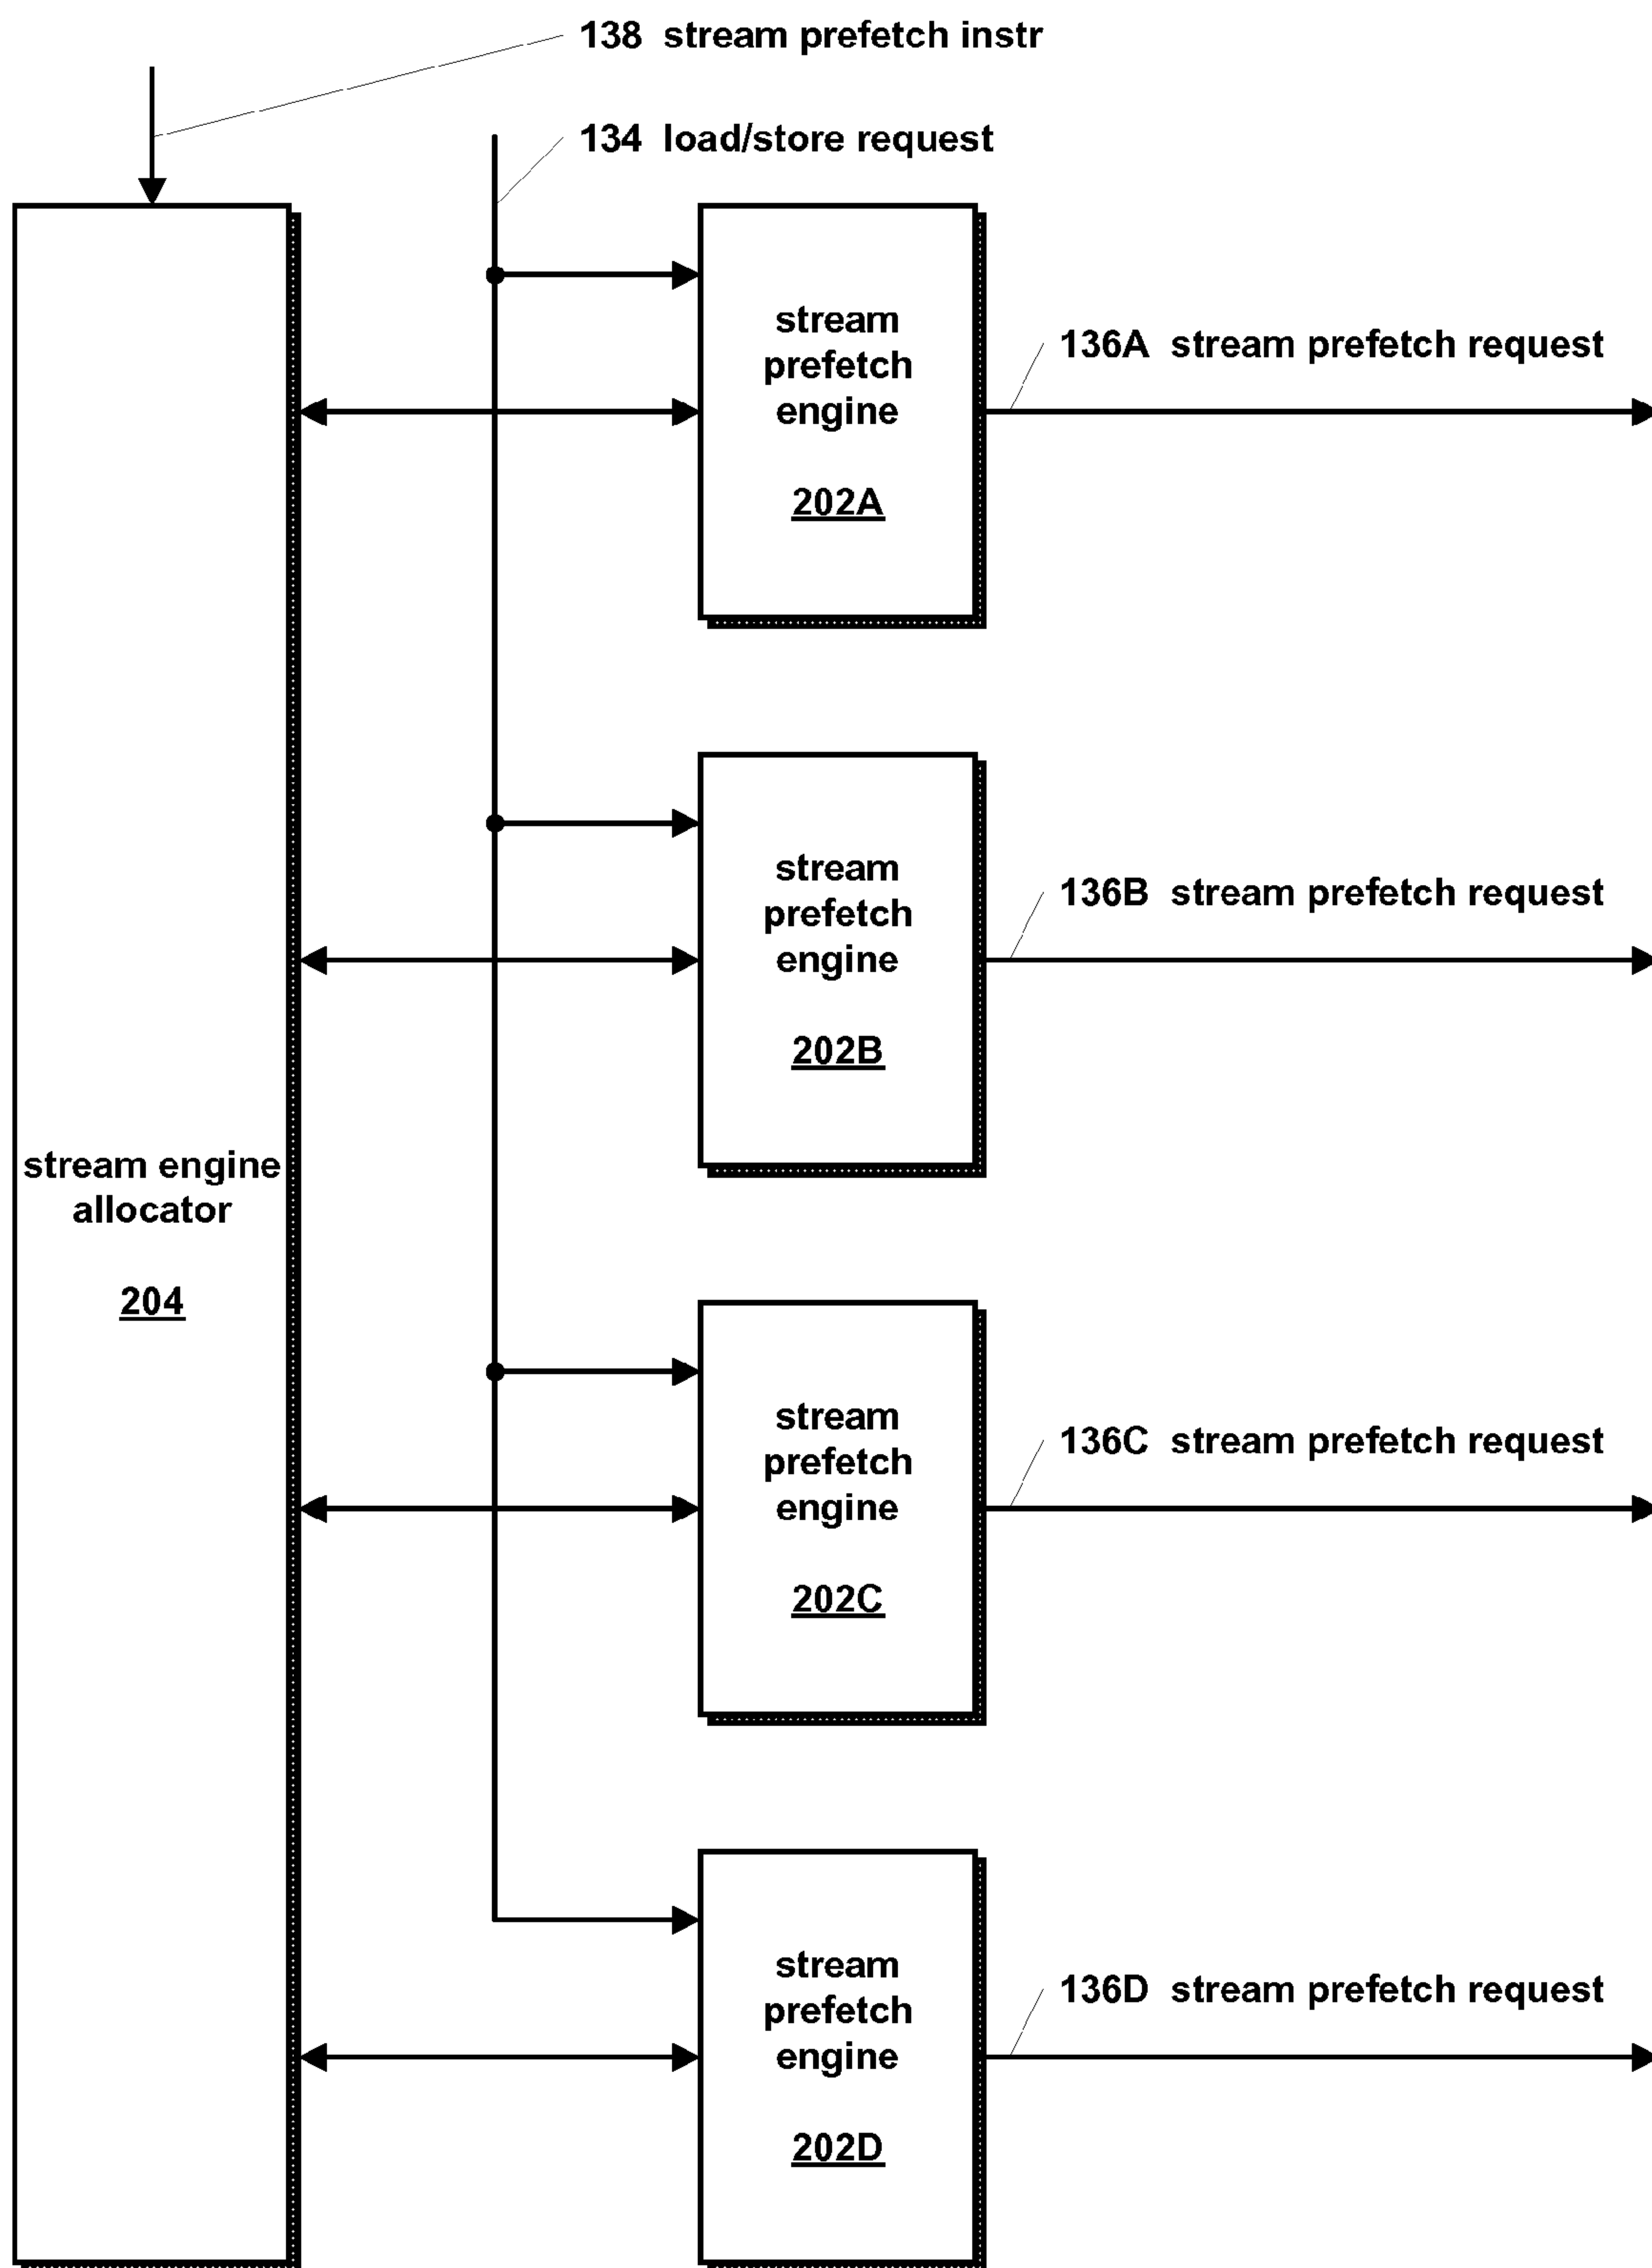 138 stream prefetch instr
134 load/store request
stream
prefetch
engine
202A
136A stream prefetch request
stream
prefetch
engine
202B
136B stream prefetch request
stream engine
allocator
204
stream
prefetch
engine
202C
136C stream prefetch request
stream
prefetch
engine
202D
136D stream prefetch request